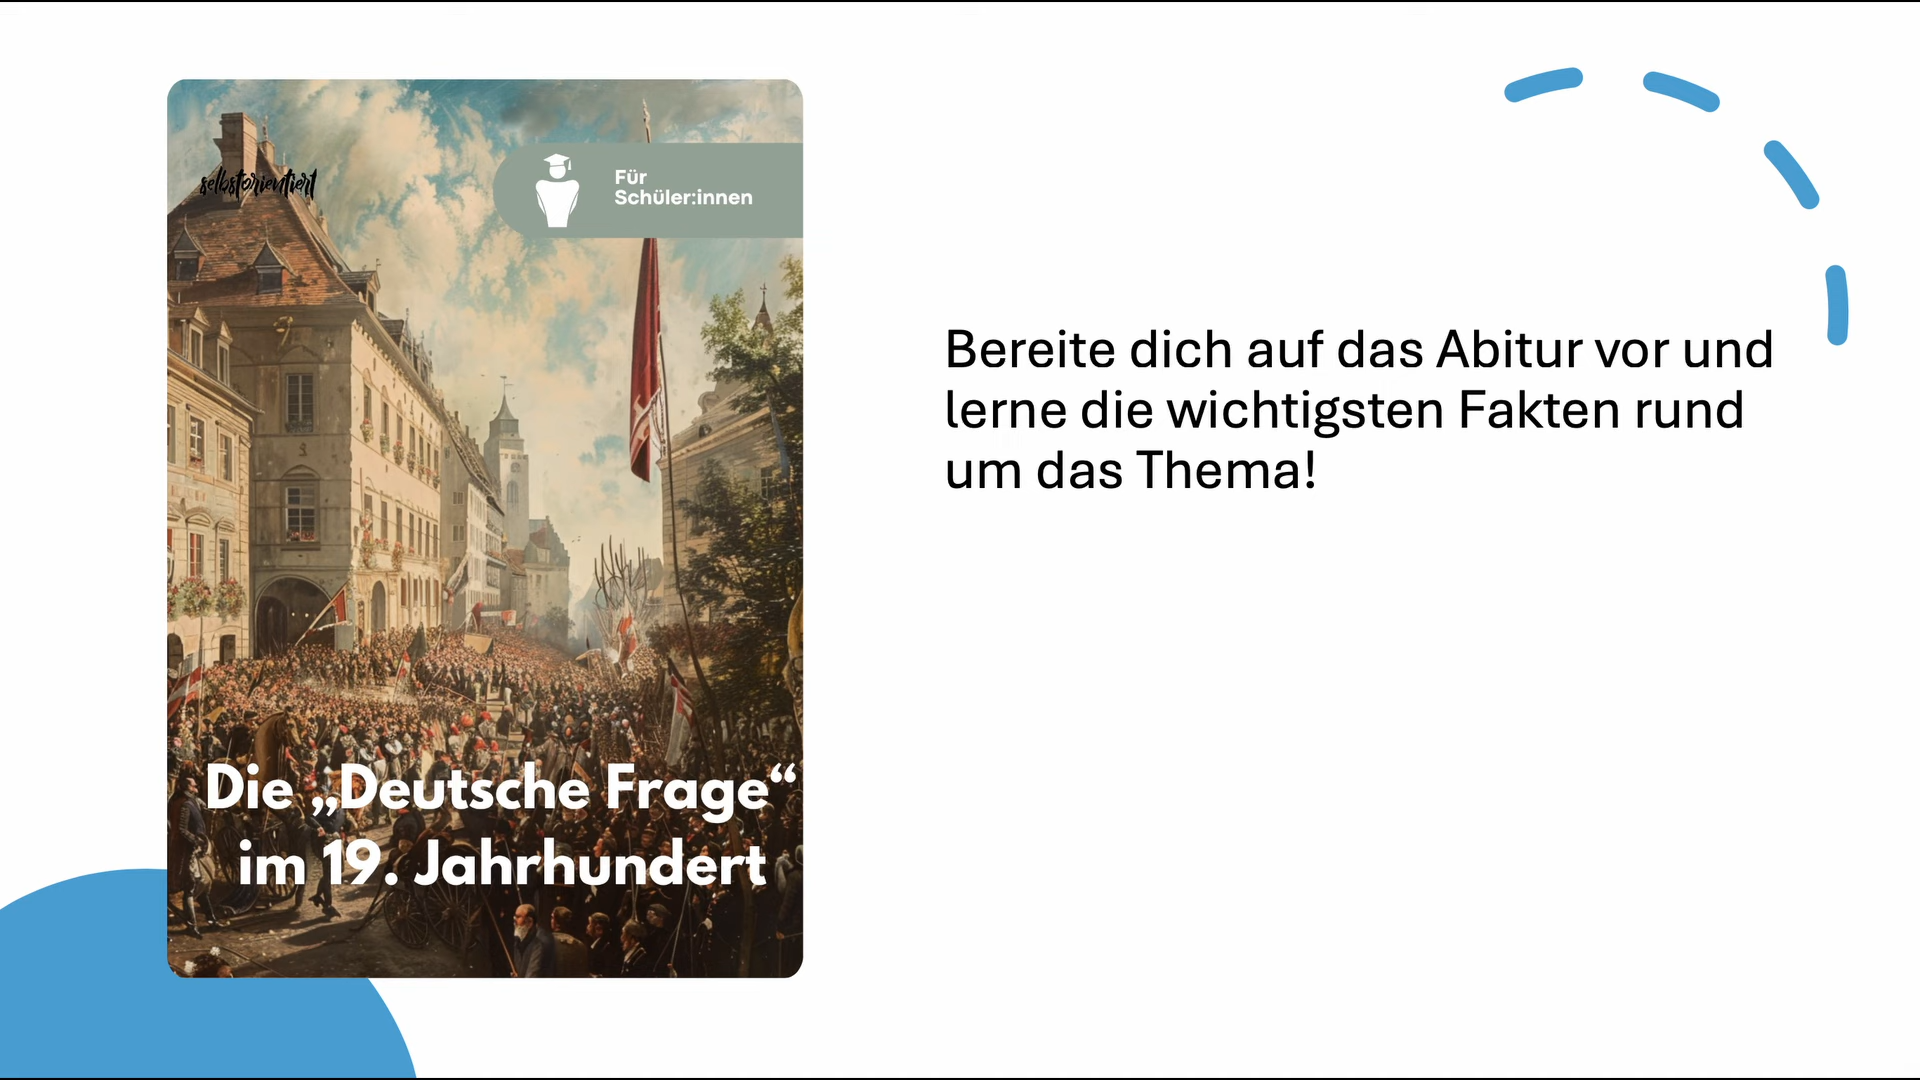 selbstorientiert
Für
Schüler:innen
Die „Deutsche Frage“
im 19. Jahrhundert
Bereite dich auf das Abitur vor und
lerne die wichtigsten Fakten rund
um das Thema!